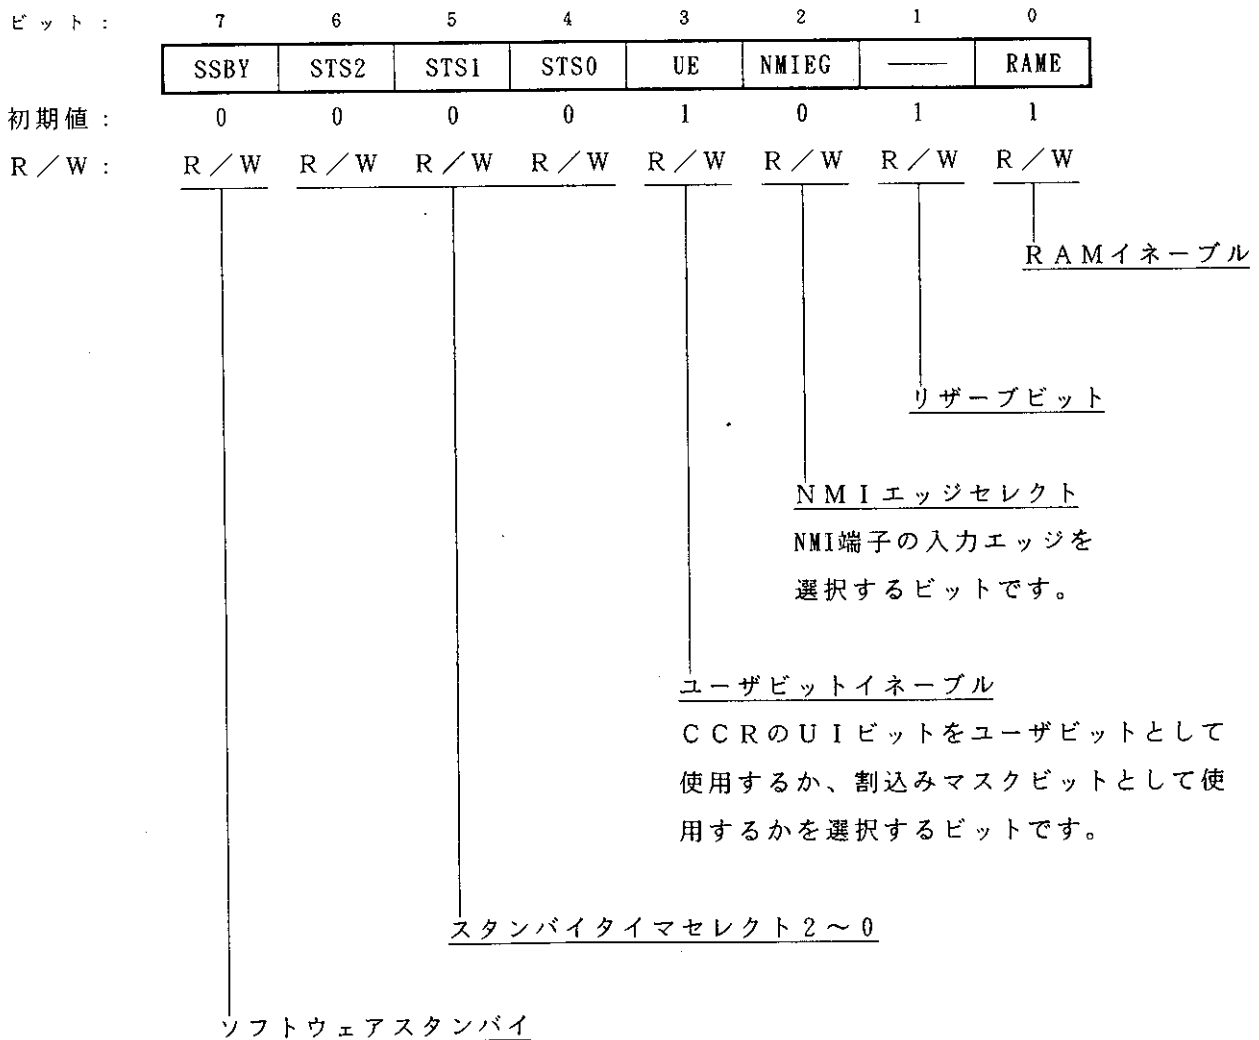 ビット： 7 6 5 4 3 2 1 0
SSBY STS2 STS1 STS0 UE NMIEG ― RAME
初期値： 0 0 0 0 1 0 1 1
R／W： R／W R／W R／W R／W R／W R／W R／W R／W
RAMイネーブル
リザーブビット
NMIエッジセレクト
NMI端子の入力エッジを
選択するビットです。
ユーザビットイネーブル
CCRのUIビットをユーザビットとして
使用するか、割込みマスクビットとして使
用するかを選択するビットです。
スタンバイタイマセレクト2～0
ソフトウェアスタンバイ